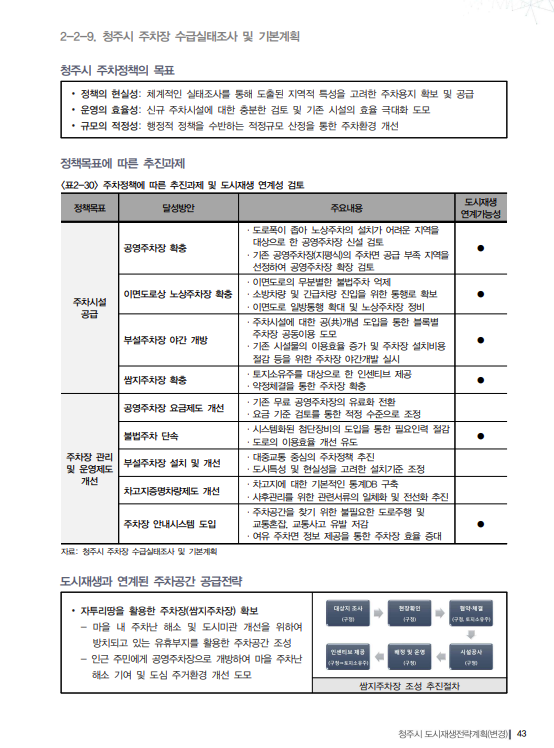 2-2-9. 청주시 주차장 수급실태조사 및 기본계획
청주시 주차정책의 목표
• 정책의 현실성: 체계적인 실태조사를 통해 도출된 지역적 특성을 고려한 주차용지 확보 및 공급
• 운영의 효율성: 신규 주차시설에 대한 충분한 검토 및 기존 시설의 효율 극대화 도모
• 규모의 적정성: 행정적 정책을 수반하는 적정규모 산정을 통한 주차환경 개선
정책목표에 따른 추진과제
<표2-30> 주차정책에 따른 추진과제 및 도시재생 연계성 검토
정책목표 달성방안 주요내용 도시재생
연계가능성
주차시설
공급
공영주차장 확충
· 도로폭이 좁아 노상주차의 설치가 어려운 지역을
대상으로 한 공영주차장 신설 검토
· 기존 공영주차장(지평식)의 주차면 공급 부족 지역을
선정하여 공영주차장 확장 검토
●
이면도로상 노상주차장 확충
· 이면도로의 무분별한 불법주차 억제
· 소방차량 및 긴급차량 진입을 위한 통행로 확보
· 이면도로 일방통행 확대 및 노상주차장 정비
●
부설주차장 야간 개방
· 주차시설에 대한 공(共)개념 도입을 통한 블록별
주차장 공동이용 도모
· 기존 시설물의 이용효율 증가 및 주차장 설치비용
절감 등을 위한 주차장 야간개발 실시
●
쌈지주차장 확충
· 토지소유주를 대상으로 한 인센티브 제공
· 약정체결을 통한 주차장 확충
●
주차장 관리
및 운영제도
개선
공영주차장 요금제도 개선
· 기존 무료 공영주차장의 유료화 전환
· 요금 기준 검토를 통한 적정 수준으로 조정
불법주차 단속
· 시스템화된 첨단장비의 도입을 통한 필요인력 절감
· 도로의 이용효율 개선 유도
●
부설주차장 설치 및 개선
· 대중교통 중심의 주차정책 추진
· 도시특성 및 현실성을 고려한 설치기준 조정
차고지증명차량제도 개선
· 차고지에 대한 기본적인 통계DB 구축
· 사후관리를 위한 관련서류의 일체화 및 전선화 추진
주차장 안내시스템 도입
· 주차공간을 찾기 위한 불필요한 도로주행 및
교통혼잡, 교통사고 유발 저감
· 여유 주차면 정보 제공을 통한 주차장 효율 증대
●
자료: 청주시 주차장 수급실태조사 및 기본계획
도시재생과 연계된 주차공간 공급전략
• 자투리땅을 활용한 주차장(쌈지주차장) 확보
– 마을 내 주차난 해소 및 도시미관 개선을 위하여
방치되고 있는 유휴부지를 활용한 주차공간 조성
– 인근 주민에게 공영주차장으로 개방하여 마을 주차난
해소 기여 및 도심 주거환경 개선 도모
대상지 조사
(구청)
현장확인
(구청)
협약·체결
(구청, 토지소유주)
인센티브 제공
(구청→토지소유주)
배정 및 운영
(구청)
시설공사
(구청)
쌈지주차장 조성 추진절차
청주시 도시재생전략계획(변경) 43